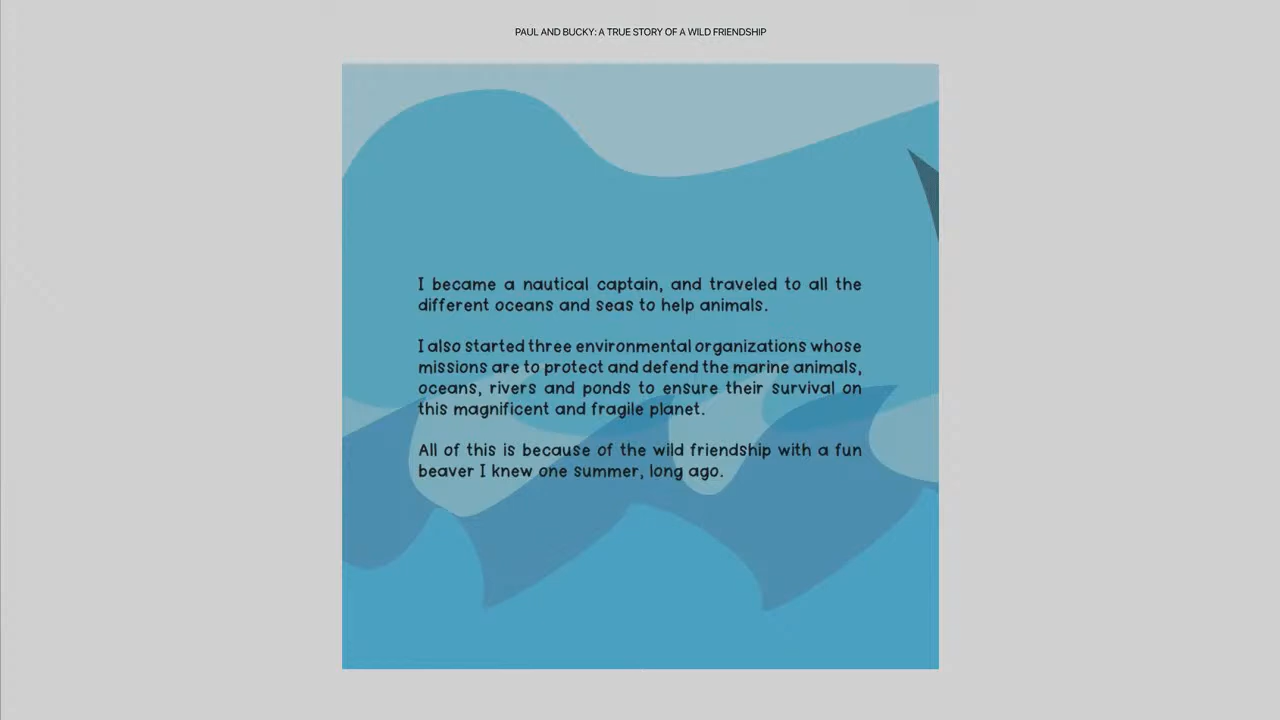 PAUL AND BUCKY: A TRUE STORY OF A WILD FRIENDSHIP
I became a nautical captain, and traveled to all the
different oceans and seas to help animals.
I also started three environmental organizations whose
missions are to protect and defend the marine animals,
oceans, rivers and ponds to ensure their survival on
this magnificent and fragile planet.
All of this is because of the wild friendship with a fun
beaver I knew one summer, long ago.